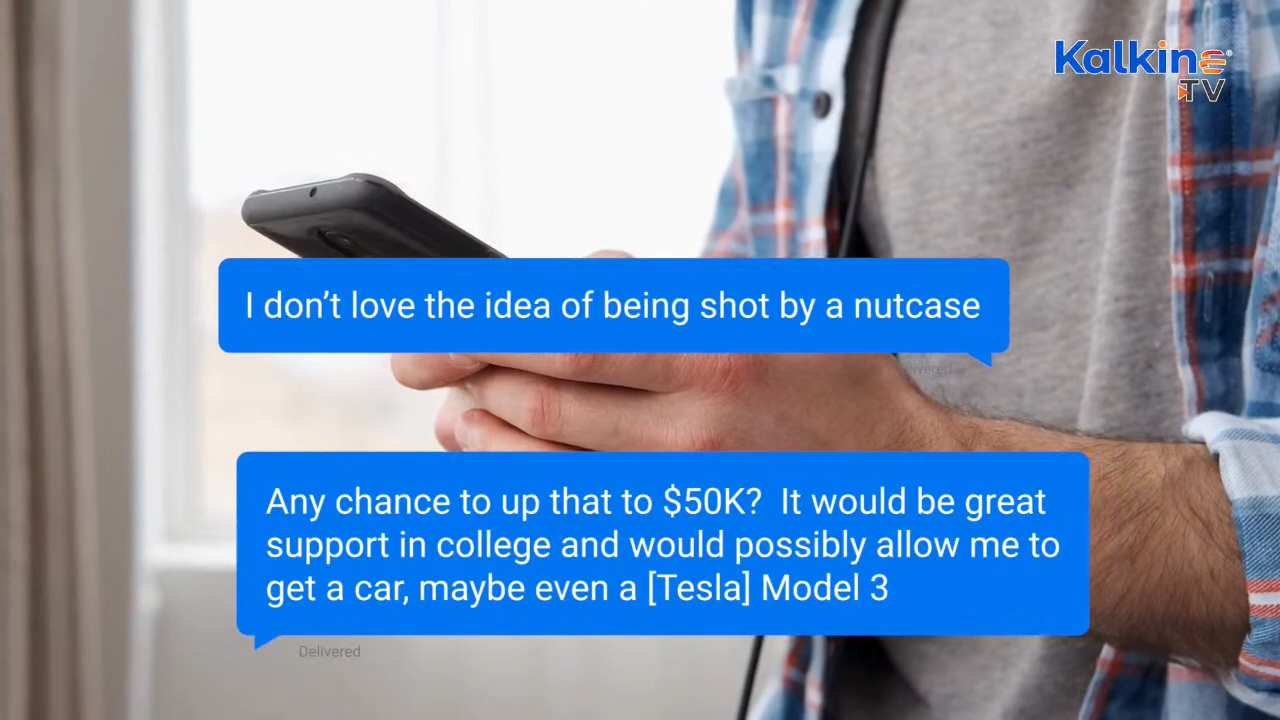 Kalkine
TV
I don’t love the idea of being shot by a nutcase
Delivered
Any chance to up that to $50K? It would be great
support in college and would possibly allow me to
get a car, maybe even a [Tesla] Model 3
Delivered